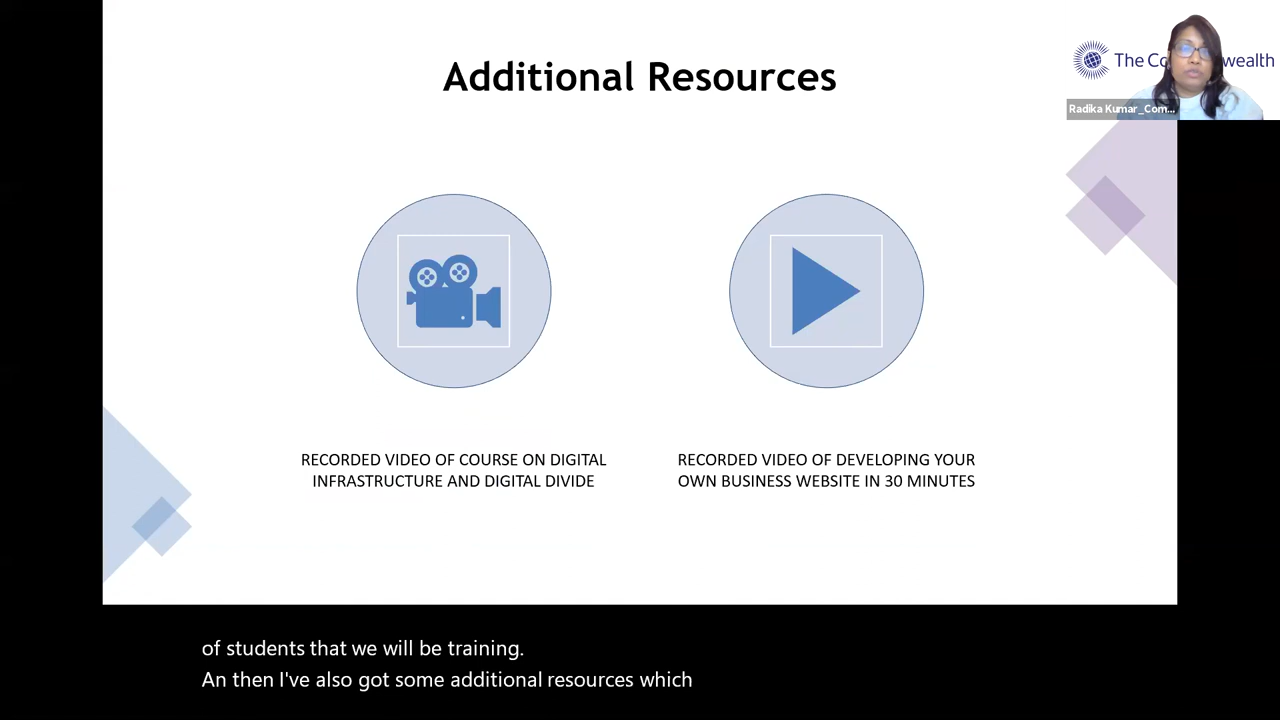 Additional Resources
The Co wealth
Radika Kumar_Com...
RECORDED VIDEO OF COURSE ON DIGITAL
INFRASTRUCTURE AND DIGITAL DIVIDE
RECORDED VIDEO OF DEVELOPING YOUR
OWN BUSINESS WEBSITE IN 30 MINUTES
of students that we will be training.
An then I've also got some additional resources which